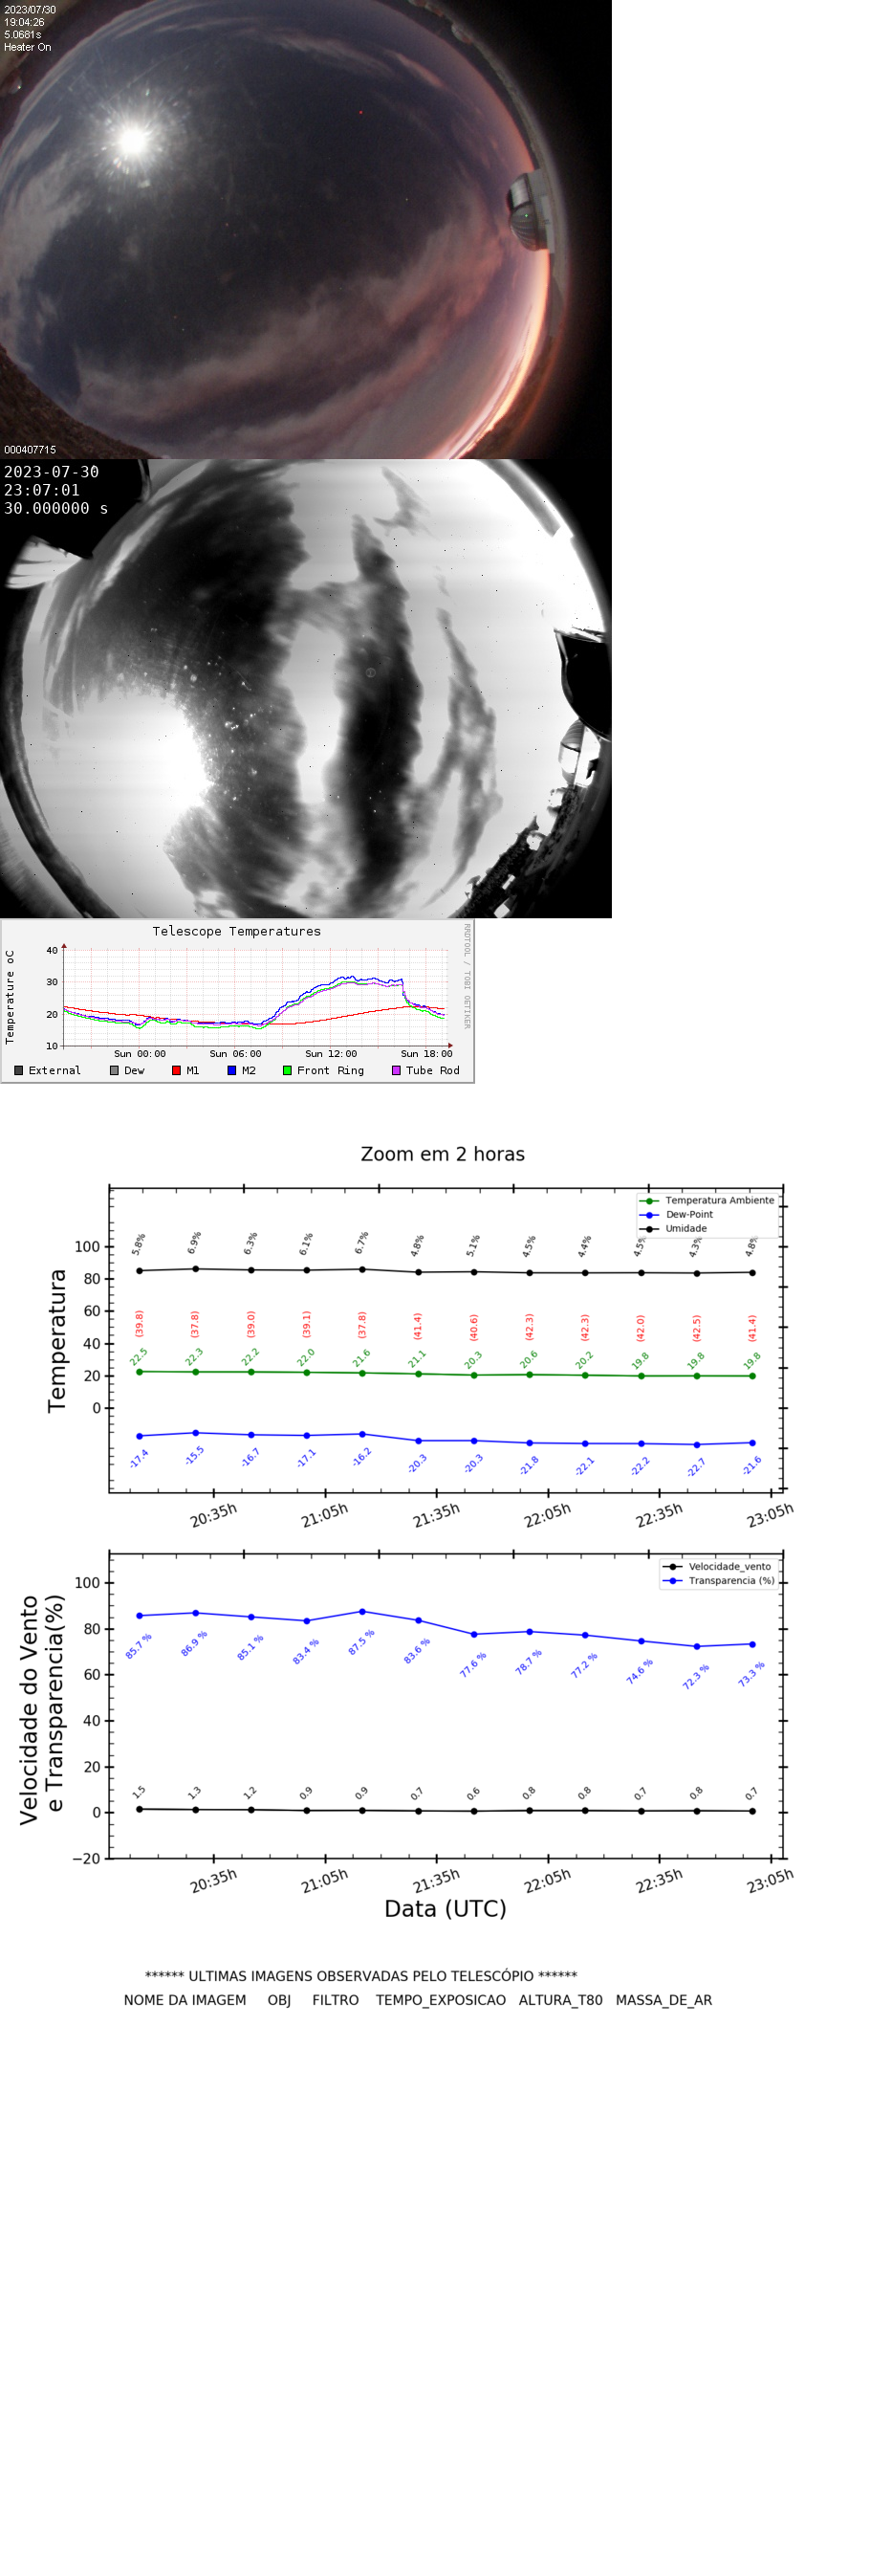 2023/07/30
19:04:26
5.0681s
Heater On
000407715
2023-07-30
23:07:01
30.000000 s
Telescope Temperatures
RRDTOOL / TOBI OETIKER
Temperature oC
40
30
20
10
Sun 00:00 Sun 06:00 Sun 12:00 Sun 18:00
External Dew M1 M2 Front Ring Tube Rod
Zoom em 2 horas
Temperatura Ambiente
Dew-Point
Umidade
Temperatura
100
80
60
40
20
0
5.8% 6.9% 6.3% 6.1% 6.7% 4.8% 5.1% 4.5% 4.4% 4.5% 4.3% 4.8%
(39.8) (37.8) (39.0) (39.1) (37.8) (41.4) (40.6) (42.3) (42.3) (42.0) (42.5) (41.4)
22.5 22.3 22.2 22.0 21.6 21.1 20.3 20.6 20.2 19.8 19.8 19.8
-17.4 -15.5 -16.7 -17.1 -16.2 -20.3 -20.3 -21.8 -22.1 -22.2 -22.7 -21.6
20:35h 21:05h 21:35h 22:05h 22:35h 23:05h
Velocidade_vento
Transparencia (%)
Velocidade do Vento
e Transparencia(%)
100
80
60
40
20
0
−20
85.7 % 86.9 % 85.1 % 83.4 % 87.5 % 83.6 % 77.6 % 78.7 % 77.2 % 74.6 % 72.3 % 73.3 %
1.5 1.3 1.2 0.9 0.9 0.7 0.6 0.8 0.8 0.7 0.8 0.7
20:35h 21:05h 21:35h 22:05h 22:35h 23:05h
Data (UTC)
****** ULTIMAS IMAGENS OBSERVADAS PELO TELESCÓPIO ******
NOME DA IMAGEM OBJ FILTRO TEMPO_EXPOSICAO ALTURA_T80 MASSA_DE_AR